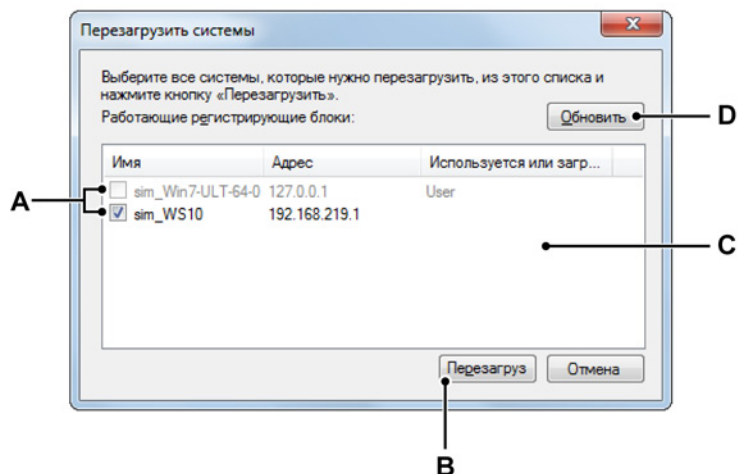 Перезагрузить системы
Выберите все системы, которые нужно перезагрузить, из этого списка и
нажмите кнопку «Перезагрузить».
Работающие регистрирующие блоки:
Обновить
D
Имя Адрес Используется или загр...
A
sim_Win7-ULT-64-0 127.0.0.1 User
sim_WS10 192.168.219.1
C
Перезагруз Отмена
B